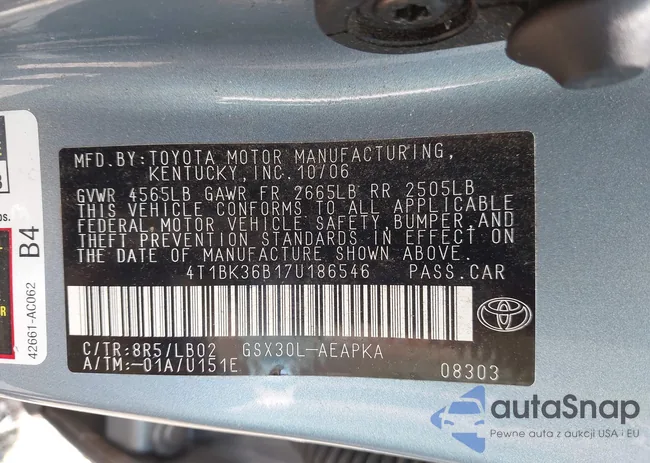 MFD. BY: TOYOTA MOTOR MANUFACTURING,
KENTUCKY, INC. 10/06
GVWR 4565LB GAWR FR 2665LB RR 2505LB
THIS VEHICLE CONFORMS TO ALL APPLICABLE
FEDERAL MOTOR VEHICLE SAFETY, BUMPER, AND
THEFT PREVENTION STANDARDS IN EFFECT ON
THE DATE OF MANUFACTURE SHOWN ABOVE.
4T1BK36B17U186546 PASS. CAR
C/TR: 8R5/LB02 GSX30L-AEAPKA
A/TM: -01A/U151E 08303
B4
42661-AC062
autaSnap
Pewne auta z aukcji USA i EU